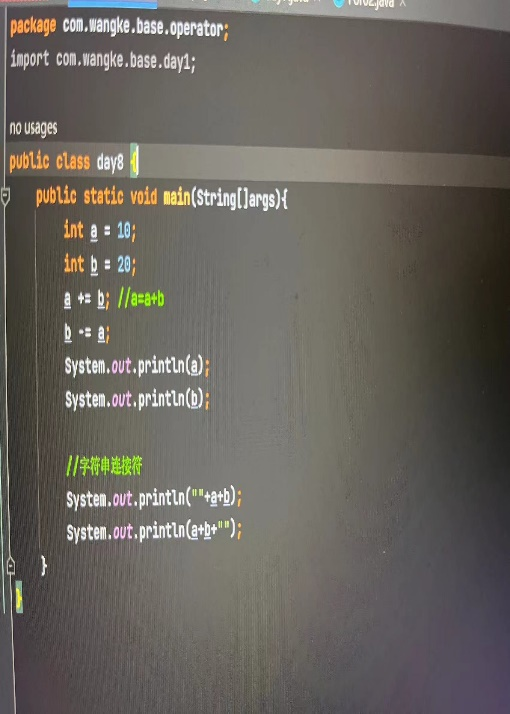 package com.wangke.base.operator;
import com.wangke.base.day1;
no usages
public class day8 {
public static void main(String[]args){
int a = 10;
int b = 20;
a += b; //a=a+b
b -= a;
System.out.println(a);
System.out.println(b);
//字符串连接符
System.out.println(""+a+b);
System.out.println(a+b+"");
}
}